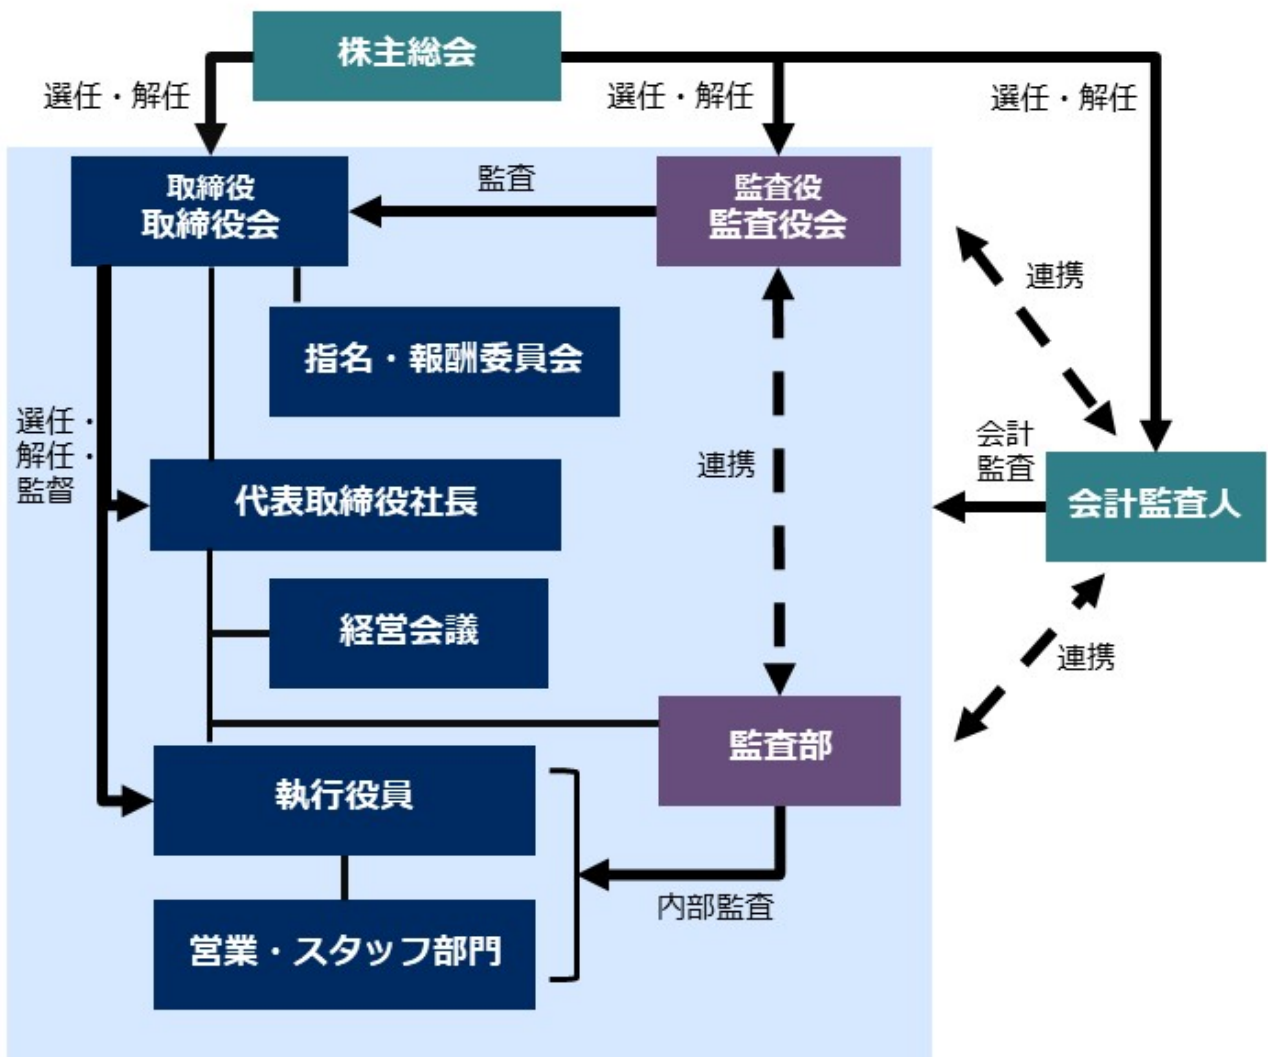 株主総会
選任・解任
選任・解任
選任・解任
取締役
取締役会
監査
監査役
監査役会
連携
指名・報酬委員会
選任・
解任・
監督
連携
会計
監査
代表取締役社長
会計監査人
経営会議
連携
監査部
執行役員
内部監査
営業・スタッフ部門